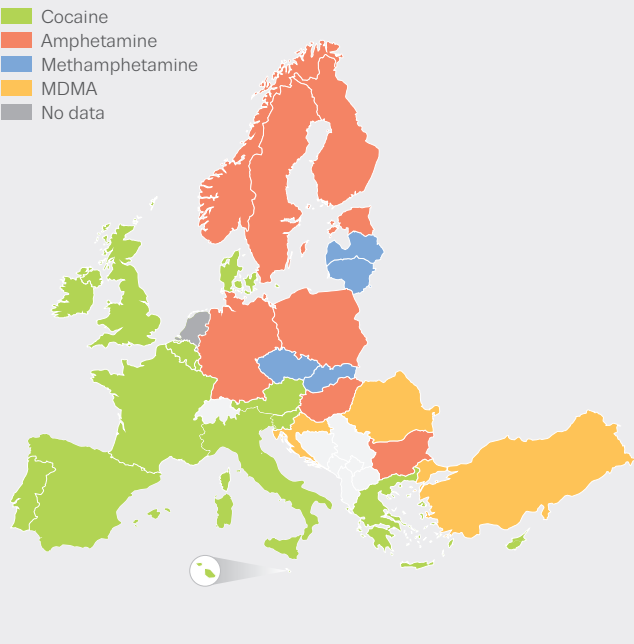 Cocaine
Amphetamine
Methamphetamine
MDMA
No data